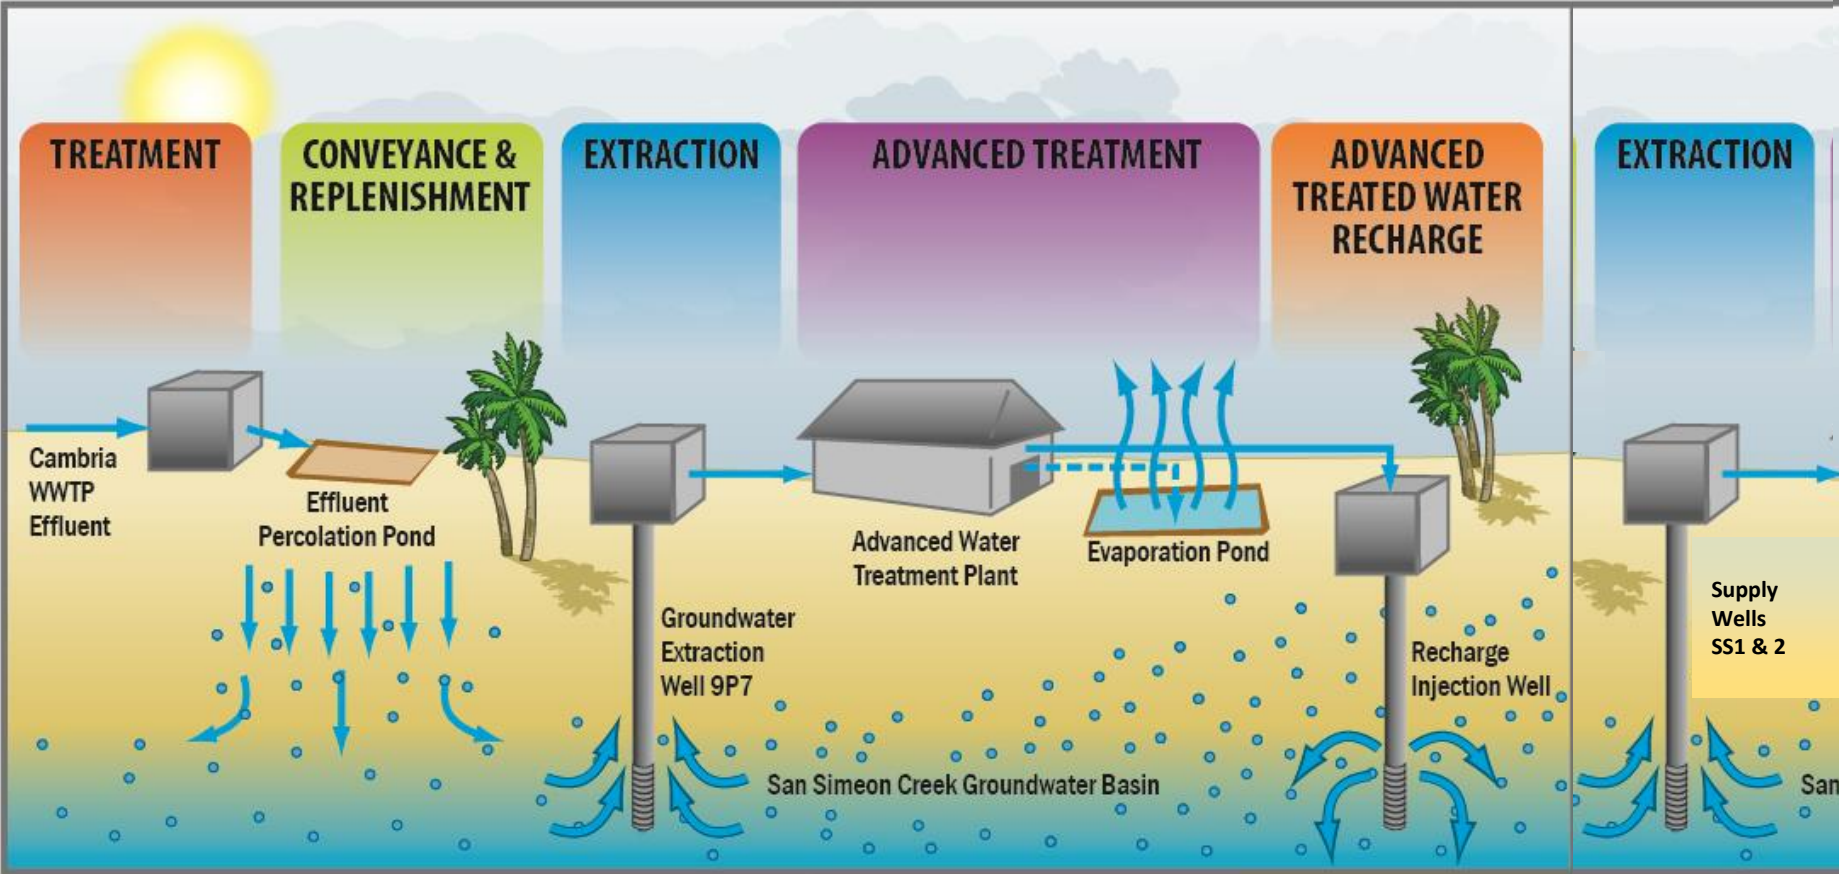 TREATMENT
CONVEYANCE &
REPLENISHMENT
EXTRACTION
ADVANCED TREATMENT
ADVANCED
TREATED WATER
RECHARGE
EXTRACTION
Cambria
WWTP
Effluent
Effluent
Percolation Pond
Groundwater
Extraction
Well 9P7
Advanced Water
Treatment Plant
Evaporation Pond
Recharge
Injection Well
Supply
Wells
SS1 & 2
San Simeon Creek Groundwater Basin
San